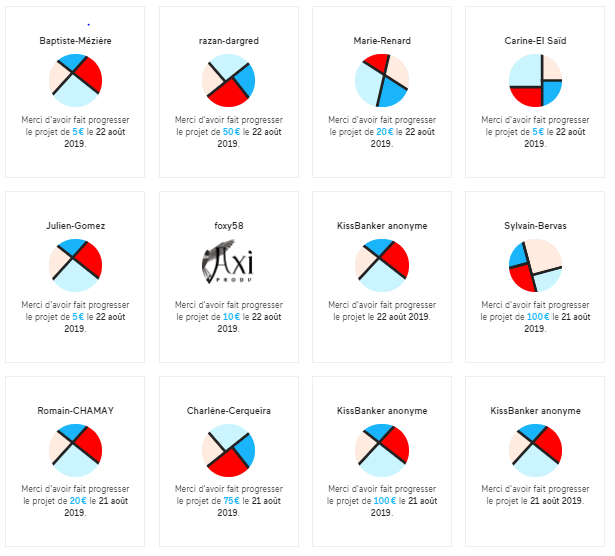 Baptiste-Mézière
Merci d'avoir fait progresser
le projet de 5€ le 22 août
2019.
razan-dargred
Merci d'avoir fait progresser
le projet de 50€ le 22 août
2019.
Marie-Renard
Merci d'avoir fait progresser
le projet de 20€ le 22 août
2019.
Carine-El Saïd
Merci d'avoir fait progresser
le projet de 5€ le 22 août
2019.
Julien-Gomez
Merci d'avoir fait progresser
le projet de 5€ le 22 août
2019.
foxy58
Axi
PRODU
Merci d'avoir fait progresser
le projet de 10€ le 22 août
2019.
KissBanker anonyme
Merci d'avoir fait progresser
le projet le 22 août 2019.
Sylvain-Bervas
Merci d'avoir fait progresser
le projet de 100€ le 21 août
2019.
Romain-CHAMAY
Merci d'avoir fait progresser
le projet de 20€ le 21 août
2019.
Charlène-Cerqueira
Merci d'avoir fait progresser
le projet de 75€ le 21 août
2019.
KissBanker anonyme
Merci d'avoir fait progresser
le projet de 100€ le 21 août
2019.
KissBanker anonyme
Merci d'avoir fait progresser
le projet le 21 août 2019.